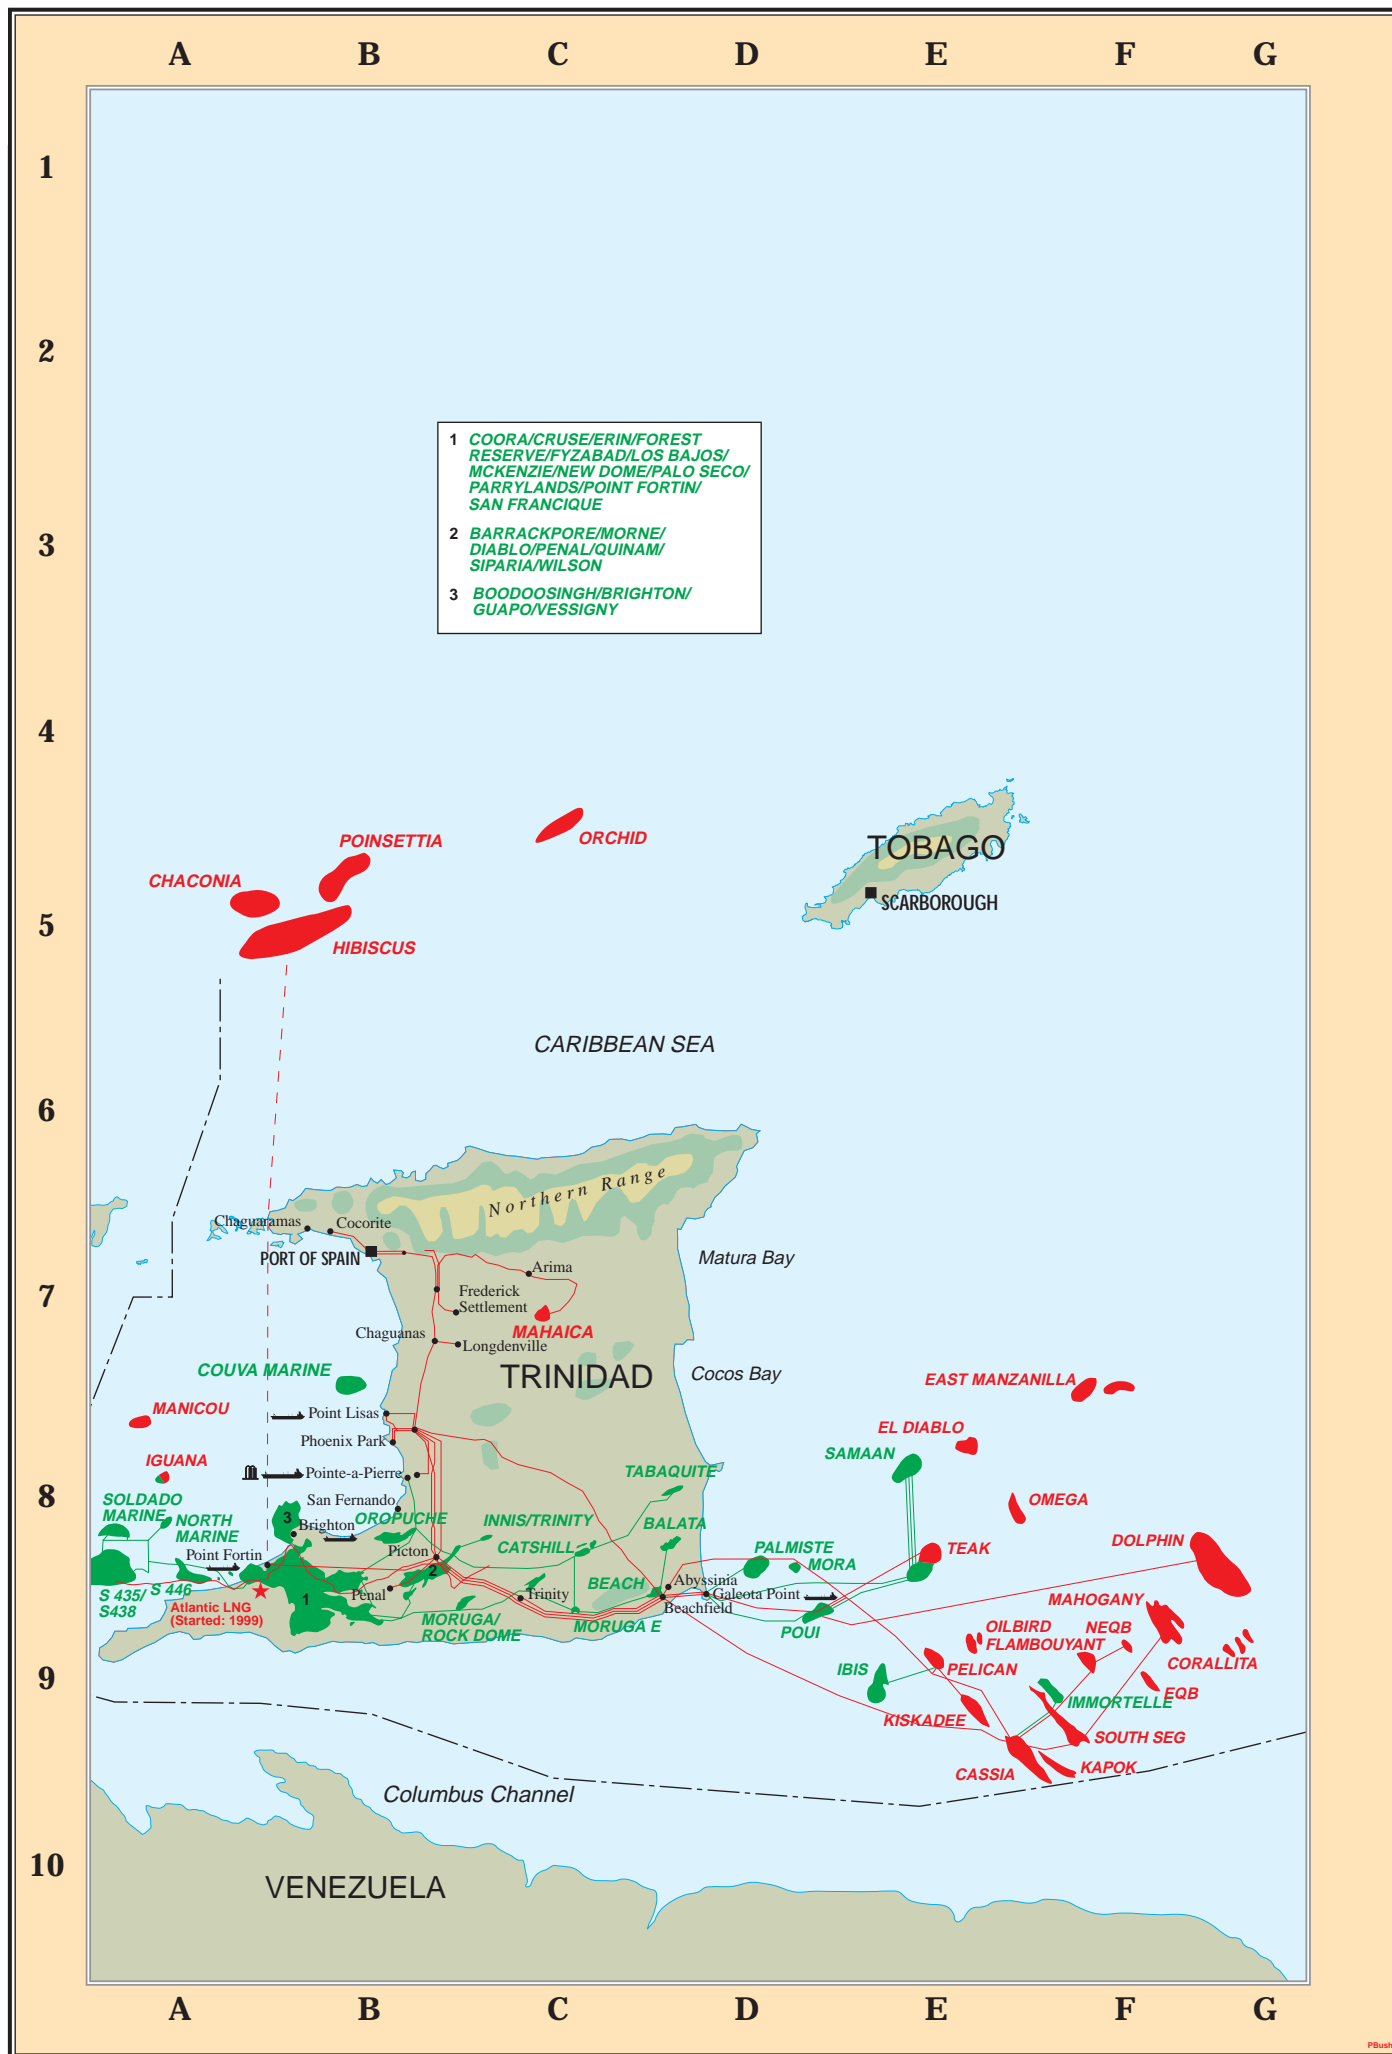 A B C D E F G
1
2
3
4
5
6
7
8
9
10
1 COORA/CRUSE/ERIN/FOREST
RESERVE/FYZABAD/LOS BAJOS/
MCKENZIE/NEW DOME/PALO SECO/
PARRYLANDS/POINT FORTIN/
SAN FRANCIQUE
2 BARRACKPORE/MORNE/
DIABLO/PENAL/QUINAM/
SIPARIA/WILSON
3 BOODOOSINGH/BRIGHTON/
GUAPO/VESSIGNY
POINSETTIA
ORCHID
CHACONIA
HIBISCUS
TOBAGO
SCARBOROUGH
CARIBBEAN SEA
Northern Range
Chaguaramas
Cocorite
PORT OF SPAIN
Matura Bay
Arima
Frederick
Settlement
MAHAICA
Chaguanas
Longdenville
COUVA MARINE
TRINIDAD
Cocos Bay
EAST MANZANILLA
MANICOU
Point Lisas
EL DIABLO
Phoenix Park
SAMAAN
IGUANA
Pointe-a-Pierre
TABAQUITE
SOLDADO
MARINE
San Fernando
OMEGA
NORTH
MARINE
3
Brighton
OROPUCHE
INNIS/TRINITY
BALATA
DOLPHIN
Point Fortin
Picton
CATSHILL
PALMISTE
MORA
TEAK
2
S 446
S 435/
S438
Atlantic LNG
(Started: 1999)
1
Penal
Trinity
BEACH
Abyssinia
Galeota Point
Beachfield
MAHOGANY
MORUGA/
ROCK DOME
MORUGA E
POUI
OILBIRD
FLAMBOUYANT
NEQB
IBIS
PELICAN
CORALLITA
EQB
IMMORTELLE
KISKADEE
SOUTH SEG
CASSIA
KAPOK
Columbus Channel
VENEZUELA
A B C D E F G
PBush